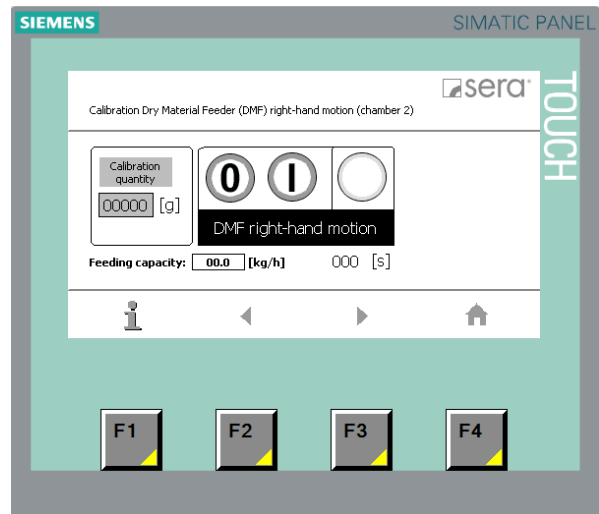 SIEMENS
SIMATIC PANEL
sera
TOUCH
Calibration Dry Material Feeder (DMF) right-hand motion (chamber 2)
Calibration
quantity
00000 [g]
0 I
DMF right-hand motion
Feeding capacity: 00.0 [kg/h] 000 [s]
i
F1 F2 F3 F4